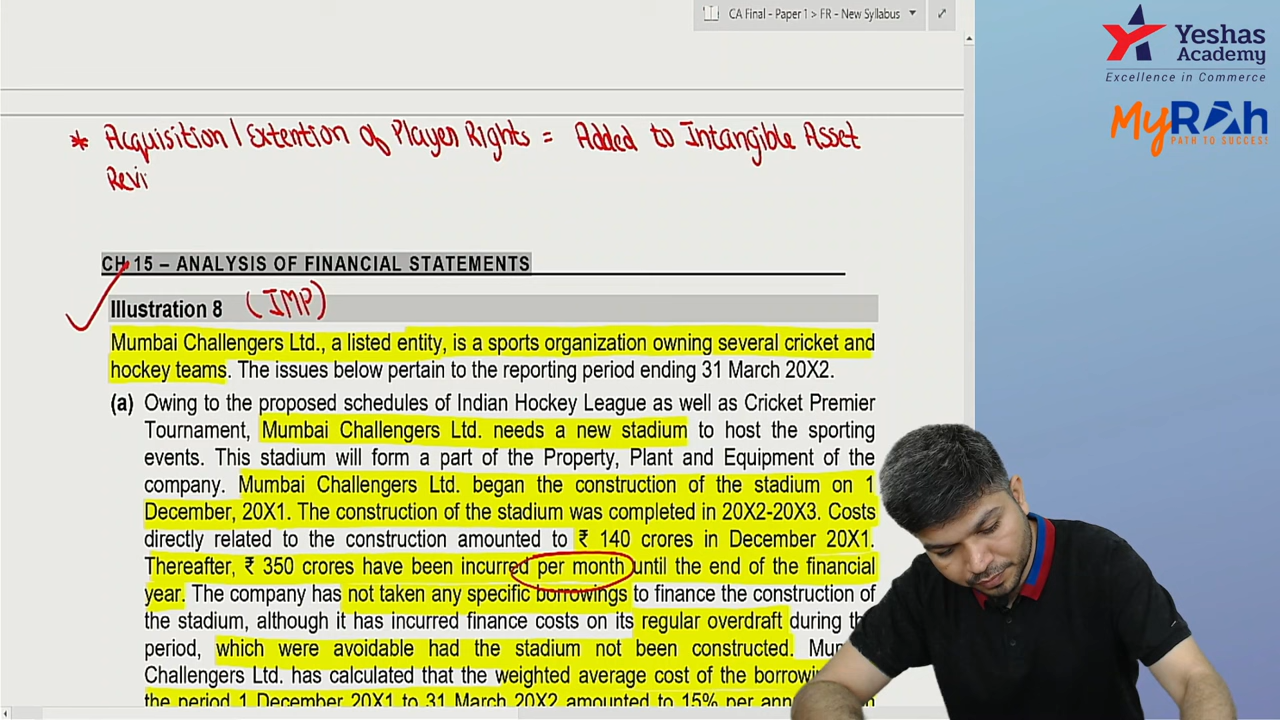 CA Final - Paper 1 > FR - New Syllabus
Yeshas
Academy
Excellence in Commerce
MyRAh
PATH TO SUCCESS
* Acquisition / Extention of Player Rights = Added to Intangible Asset
Revi
CH 15 – ANALYSIS OF FINANCIAL STATEMENTS
Illustration 8 (IMP)
Mumbai Challengers Ltd., a listed entity, is a sports organization owning several cricket and
hockey teams. The issues below pertain to the reporting period ending 31 March 20X2.
(a) Owing to the proposed schedules of Indian Hockey League as well as Cricket Premier
Tournament, Mumbai Challengers Ltd. needs a new stadium to host the sporting
events. This stadium will form a part of the Property, Plant and Equipment of the
company. Mumbai Challengers Ltd. began the construction of the stadium on 1
December, 20X1. The construction of the stadium was completed in 20X2-20X3. Costs
directly related to the construction amounted to ₹ 140 crores in December 20X1.
Thereafter, ₹ 350 crores have been incurred per month until the end of the financial
year. The company has not taken any specific borrowings to finance the construction of
the stadium, although it has incurred finance costs on its regular overdraft during
period, which were avoidable had the stadium not been constructed.
Challengers Ltd. has calculated that the weighted average cost of the
the period 1 December 20X1 to 31 March 20X2 amounted to 15% per